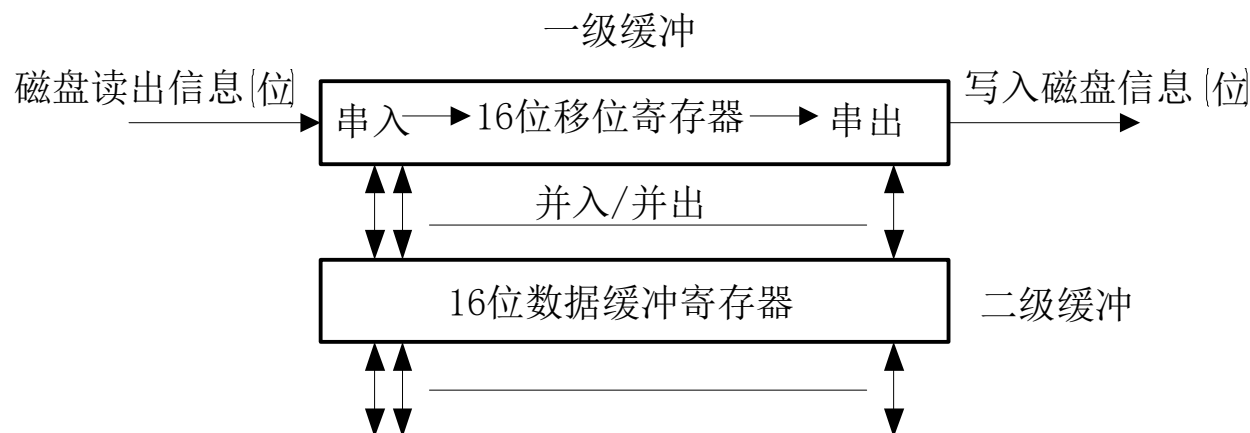 一级缓冲
磁盘读出信息(位)
写入磁盘信息(位)
串入 16位移位寄存器 串出
并入/并出
16位数据缓冲寄存器
二级缓冲